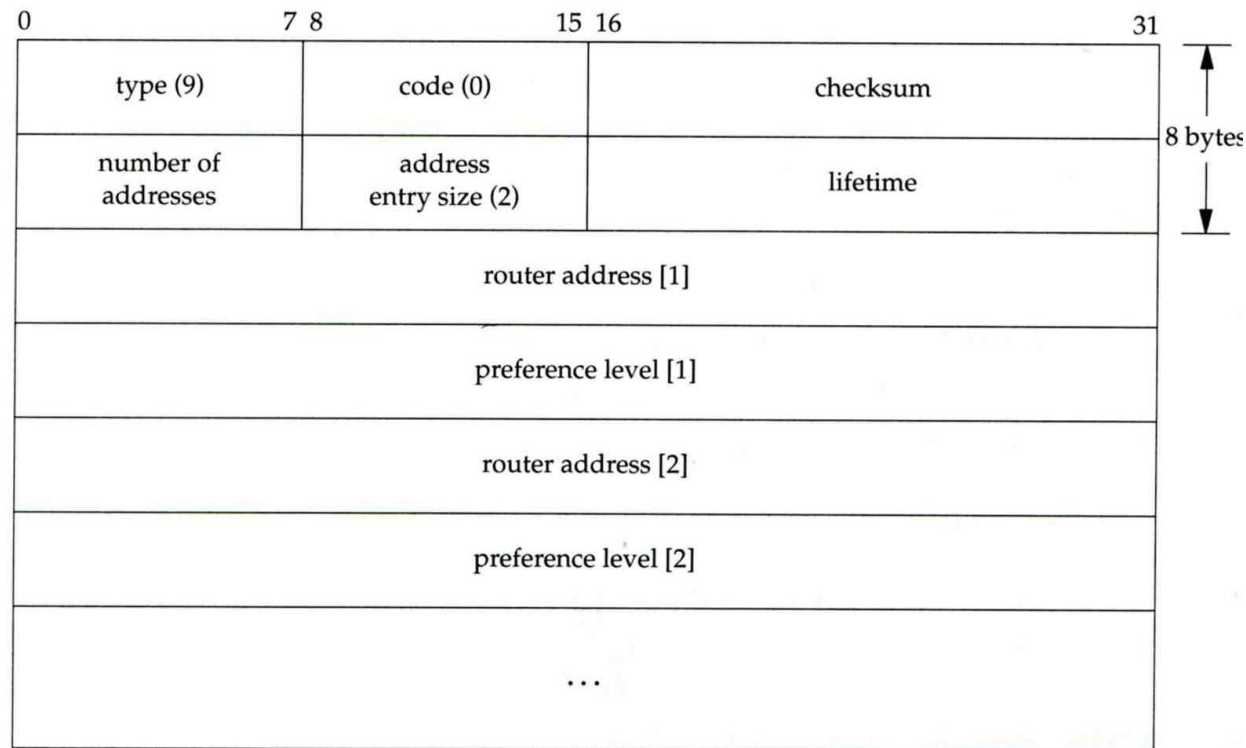 0 7 8 15 16 31
type (9) code (0) checksum
8 bytes
number of addresses
address entry size (2)
lifetime
router address [1]
preference level [1]
router address [2]
preference level [2]
...